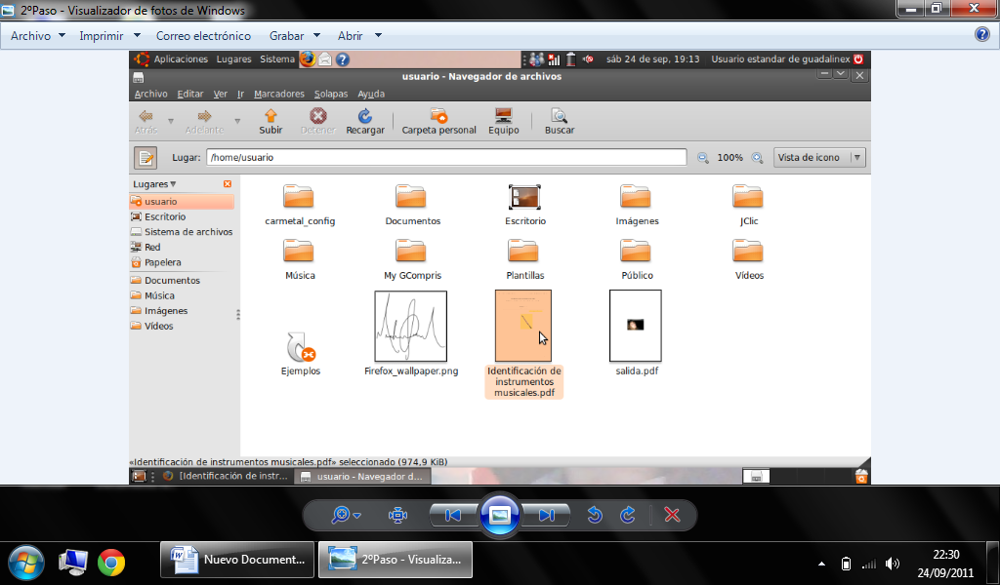 2ºPaso - Visualizador de fotos de Windows
Archivo Imprimir Correo electrónico Grabar Abrir
Aplicaciones Lugares Sistema sáb 24 de sep, 19:13 Usuario estandar de guadalinex
usuario - Navegador de archivos
Archivo Editar Ver Ir Marcadores Solapas Ayuda
Atrás Adelante Subir Detener Recargar Carpeta personal Equipo Buscar
Lugar: /home/usuario 100% Vista de icono
Lugares
usuario
Escritorio
Sistema de archivos
Red
Papelera
Documentos
Música
Imágenes
Vídeos
carmetal_config Documentos Escritorio Imágenes JClic
Música My GCompris Plantillas Público Vídeos
Ejemplos Firefox_wallpaper.png Identificación de
instrumentos
musicales.pdf
salida.pdf
«Identificación de instrumentos musicales.pdf» seleccionado (974,9 KiB)
[Identificación de instr... usuario - Navegador d...
Nuevo Document... 2ºPaso - Visualiza...
22:30
24/09/2011